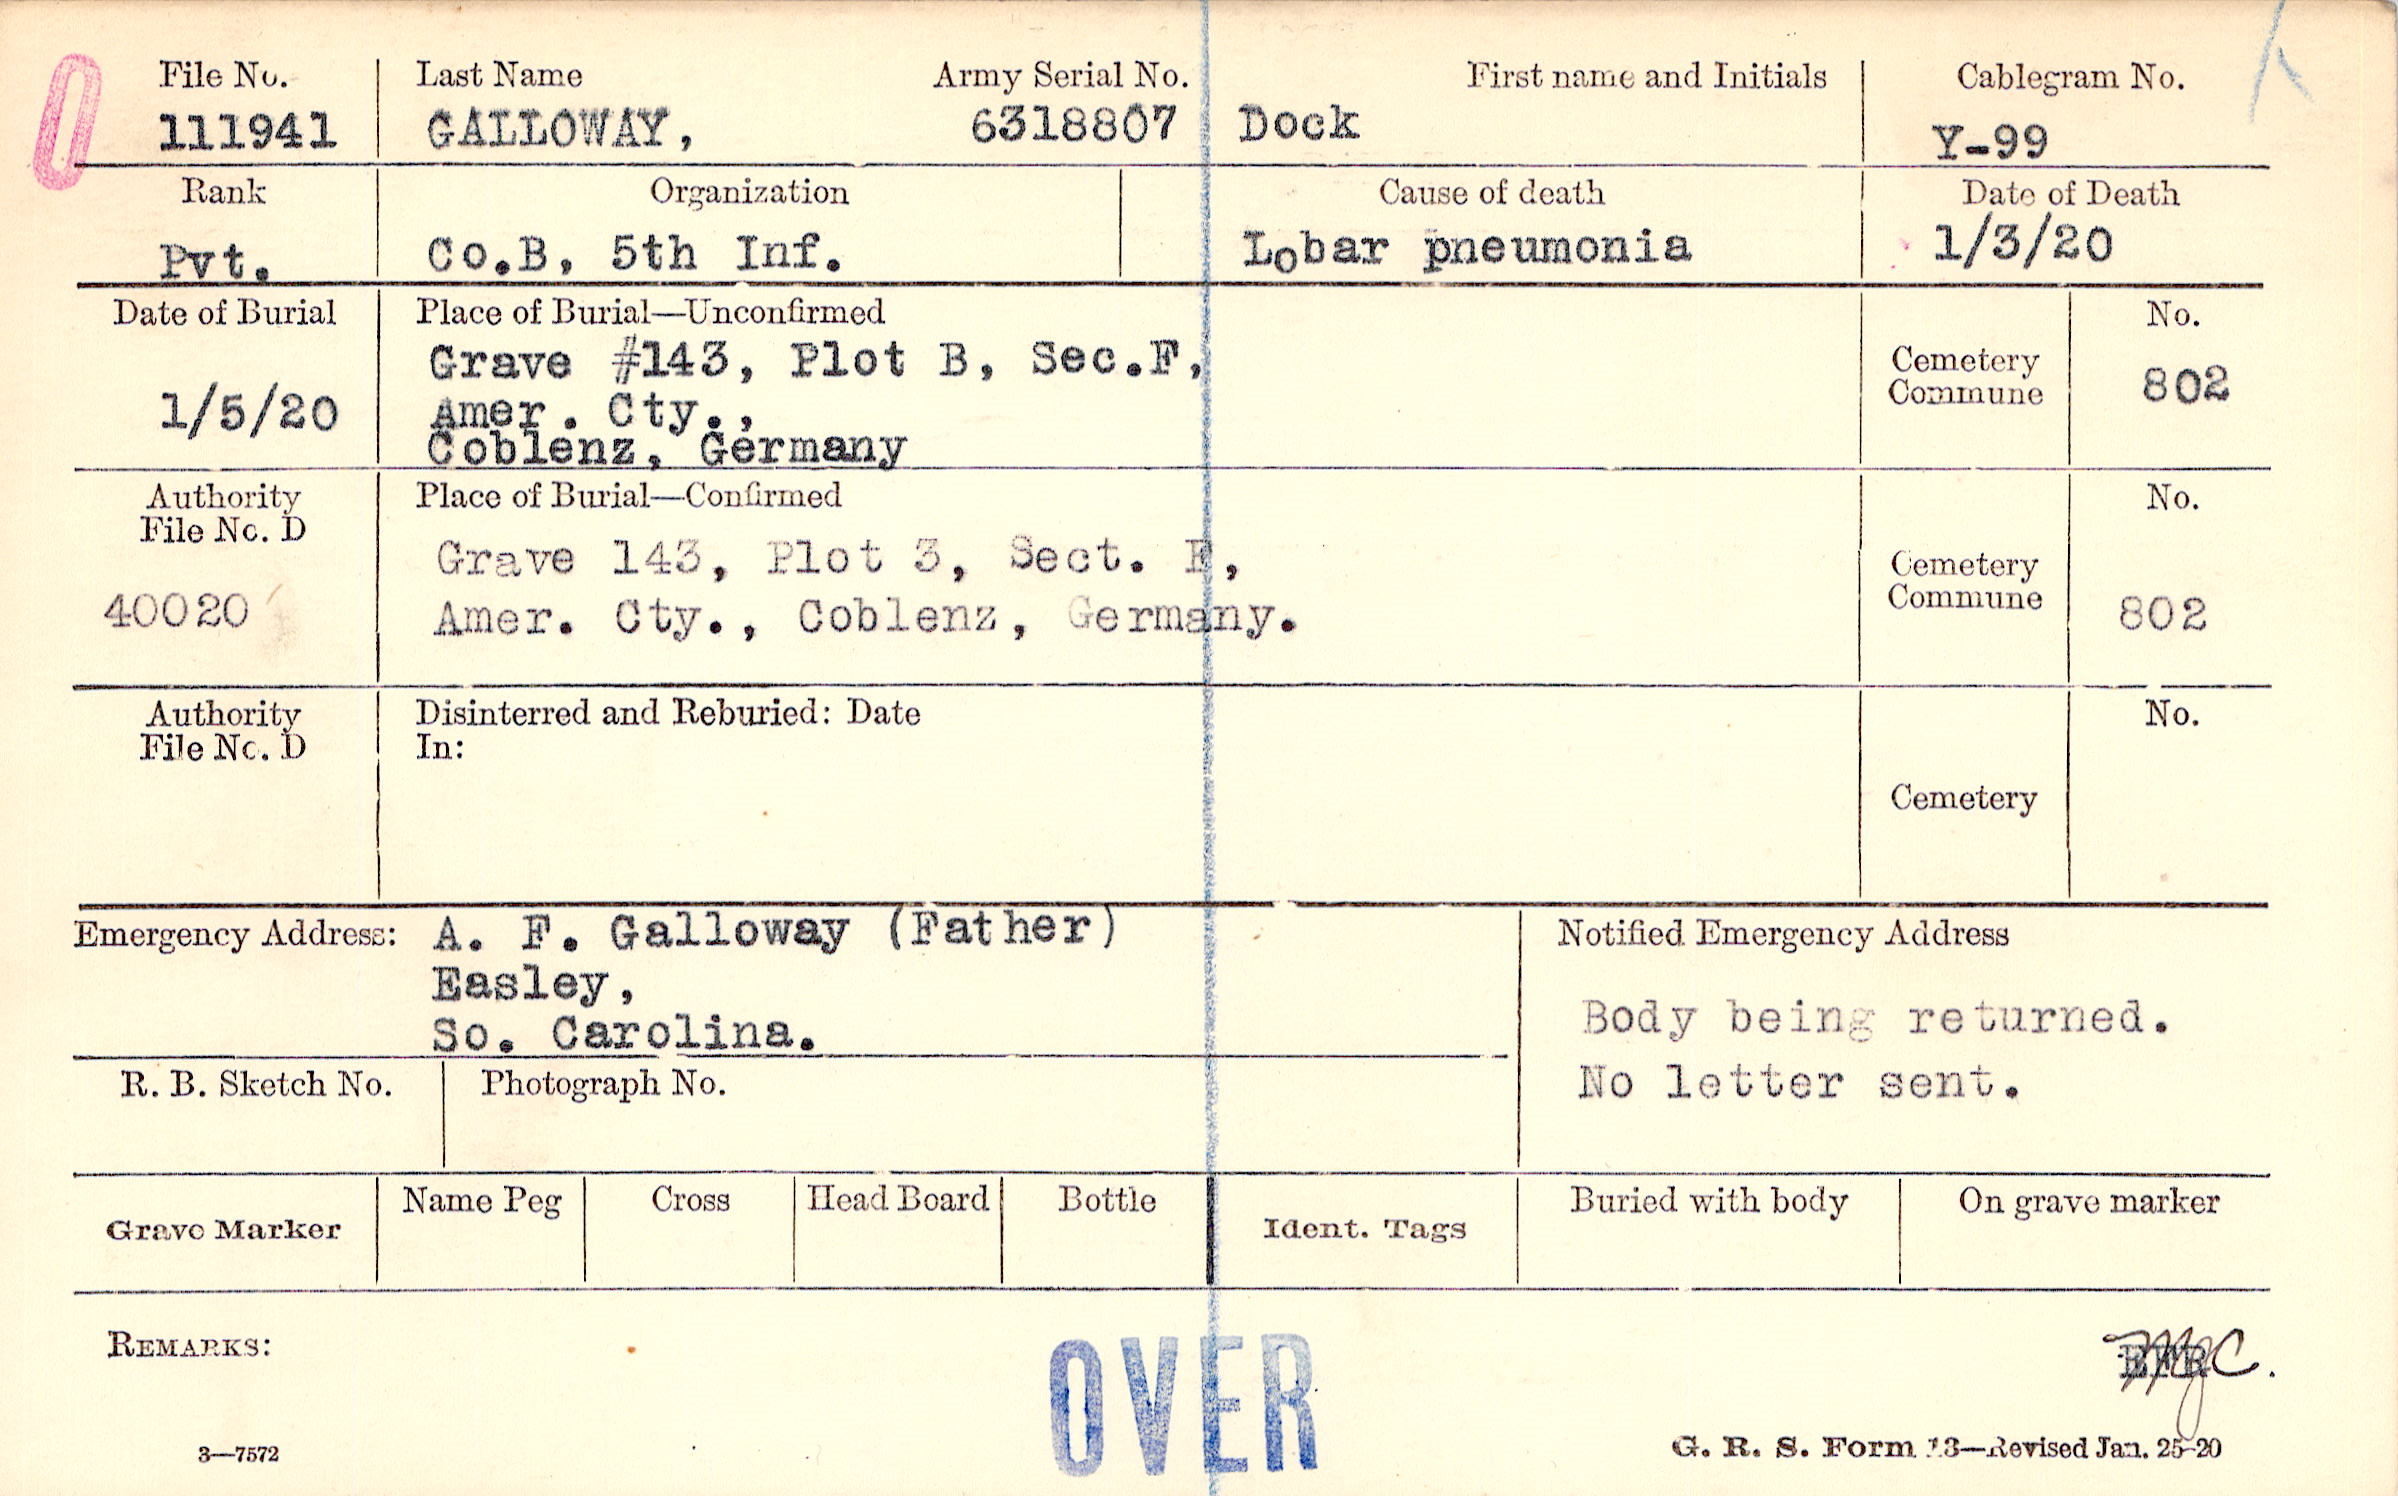 File No. Last Name Army Serial No. First name and Initials Cablegram No.
111941 GALLOWAY, 6318807 Dock Y-99
Rank Organization Cause of death Date of Death
Pvt. Co.B, 5th Inf. Lobar pneumonia 1/3/20
Date of Burial Place of Burial—Unconfirmed No.
Grave #143, Plot B, Sec.F, Cemetery
1/5/20 Amer. Cty., Commune 802
Coblenz, Germany
Authority Place of Burial—Confirmed No.
File No. D
Grave 143, Plot 3, Sect. F, Cemetery
40020 Amer. Cty., Coblenz, Germany. Commune 802
Authority Disinterred and Reburied: Date No.
File No. D In:
Cemetery
Emergency Address: A. F. Galloway (Father) Notified Emergency Address
Easley,
So. Carolina.
Body being returned.
No letter sent.
R. B. Sketch No. Photograph No.
Grave Marker Name Peg Cross Head Board Bottle Ident. Tags Buried with body On grave marker
REMARKS:
OVER
3—7572 G. R. S. Form 13—Revised Jan. 25-20